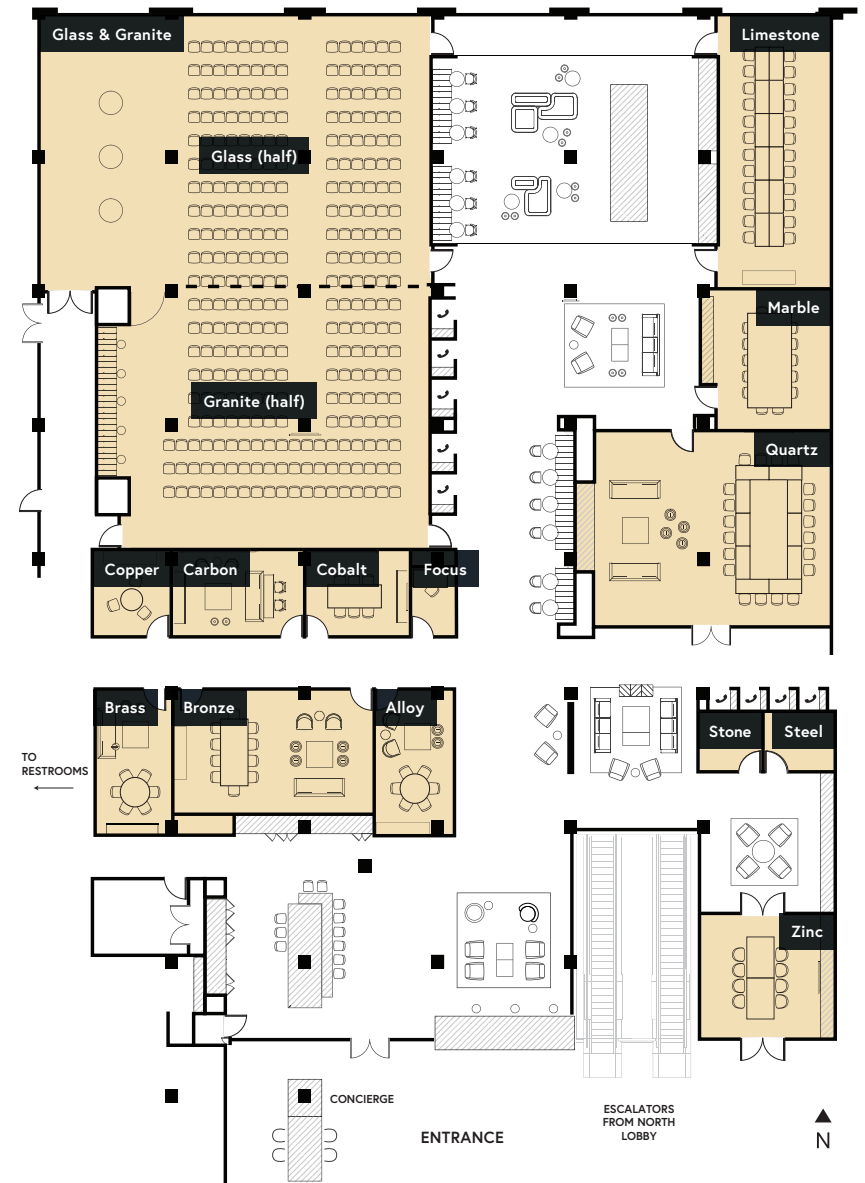 Glass & Granite
Limestone
Glass (half)
Marble
Granite (half)
Quartz
Copper
Carbon
Cobalt
Focus
Brass
Bronze
Alloy
Stone
Steel
TO
RESTROOMS
Zinc
CONCIERGE
ENTRANCE
ESCALATORS
FROM NORTH
LOBBY
N